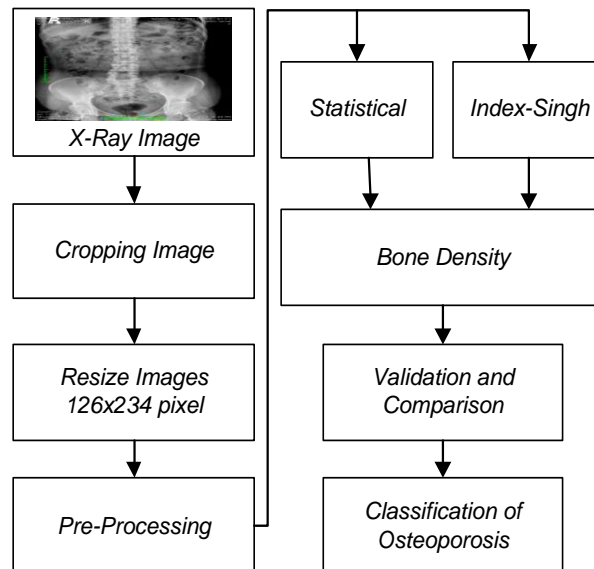 R
X-Ray Image
Cropping Image
Resize Images
126x234 pixel
Pre-Processing
Statistical
Index-Singh
Bone Density
Validation and
Comparison
Classification of
Osteoporosis